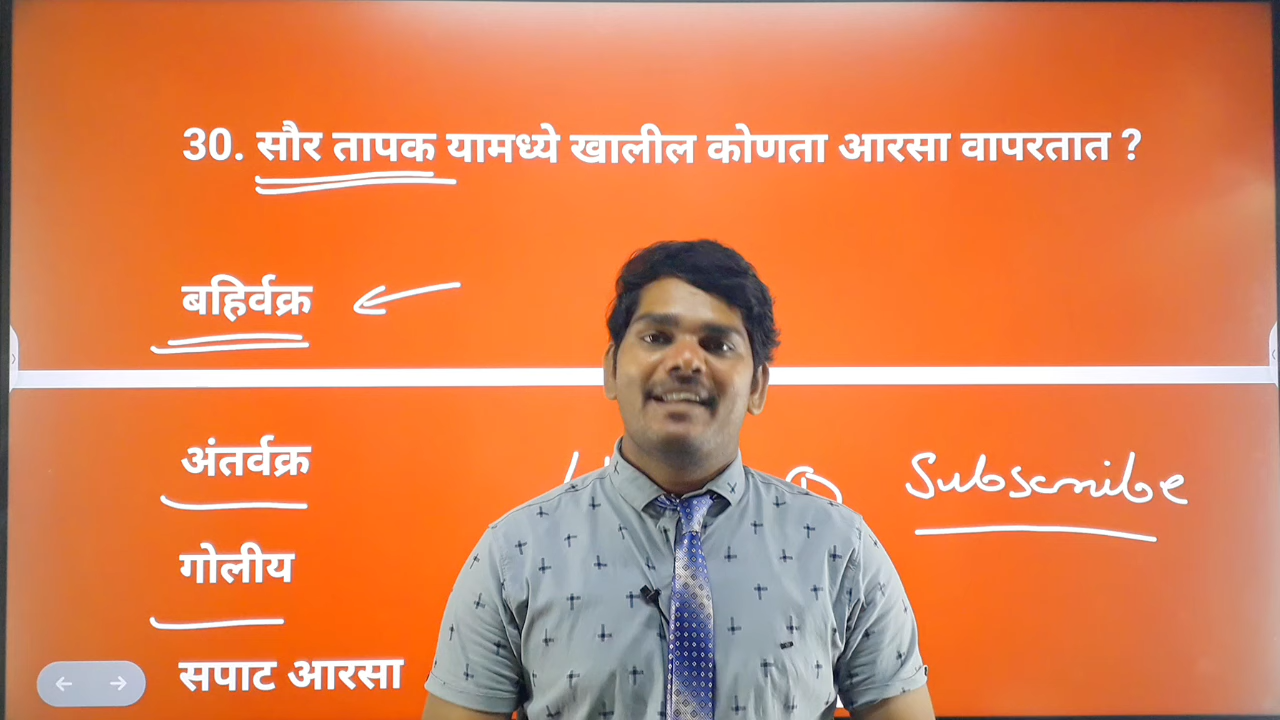 30. सौर तापक यामध्ये खालील कोणता आरसा वापरतात ?
बहिर्वक्र
अंतर्वक्र
Subscribe
गोलीय
सपाट आरसा